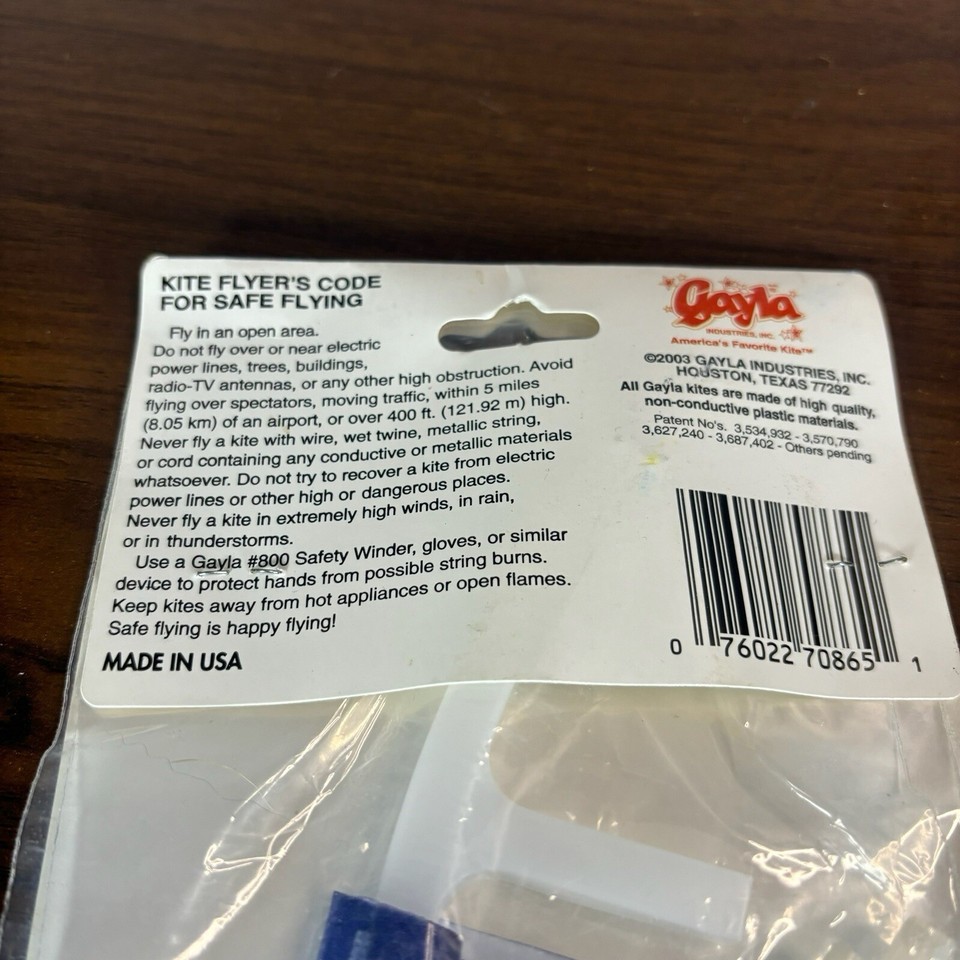 KITE FLYER'S CODE
FOR SAFE FLYING
Fly in an open area.
Do not fly over or near electric
power lines, trees, buildings,
radio-TV antennas, or any other high obstruction. Avoid
flying over spectators, moving traffic, within 5 miles
(8.05 km) of an airport, or over 400 ft. (121.92 m) high.
Never fly a kite with wire, wet twine, metallic string,
or cord containing any conductive or metallic materials
whatsoever. Do not try to recover a kite from electric
power lines or other high or dangerous places.
Never fly a kite in extremely high winds, in rain,
or in thunderstorms.
Use a Gayla #800 Safety Winder, gloves, or similar
device to protect hands from possible string burns.
Keep kites away from hot appliances or open flames.
Safe flying is happy flying!
MADE IN USA
Gayla
INDUSTRIES, INC.
America's Favorite Kite™
©2003 GAYLA INDUSTRIES, INC.
HOUSTON, TEXAS 77292
All Gayla kites are made of high quality,
non-conductive plastic materials.
Patent No's. 3,534,932 - 3,570,790
3,627,240 - 3,687,402 - Others pending
0 76022 70865 1